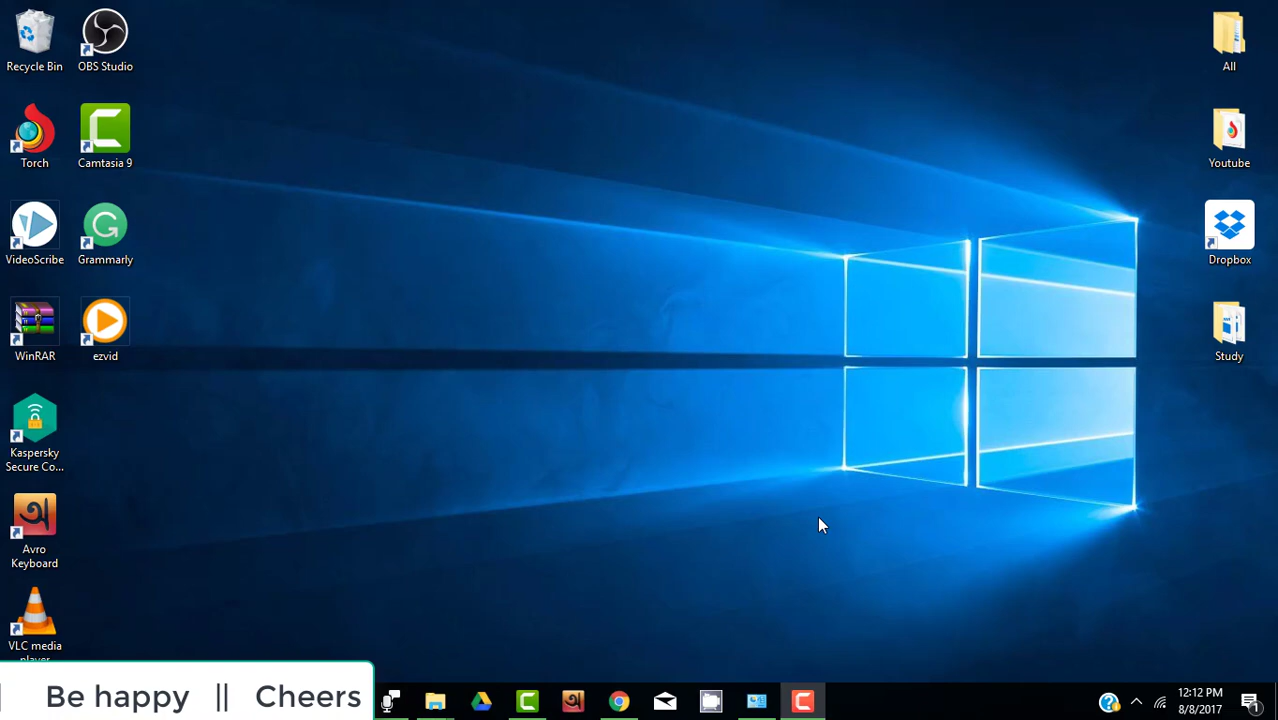 Recycle Bin
OBS Studio
Torch
Camtasia 9
VideoScribe
Grammarly
WinRAR
ezvid
Kaspersky
Secure Co...
অ
Avro
Keyboard
VLC media
player
All
Youtube
Dropbox
Study
Be happy || Cheers
অ
12:12 PM
8/8/2017
1